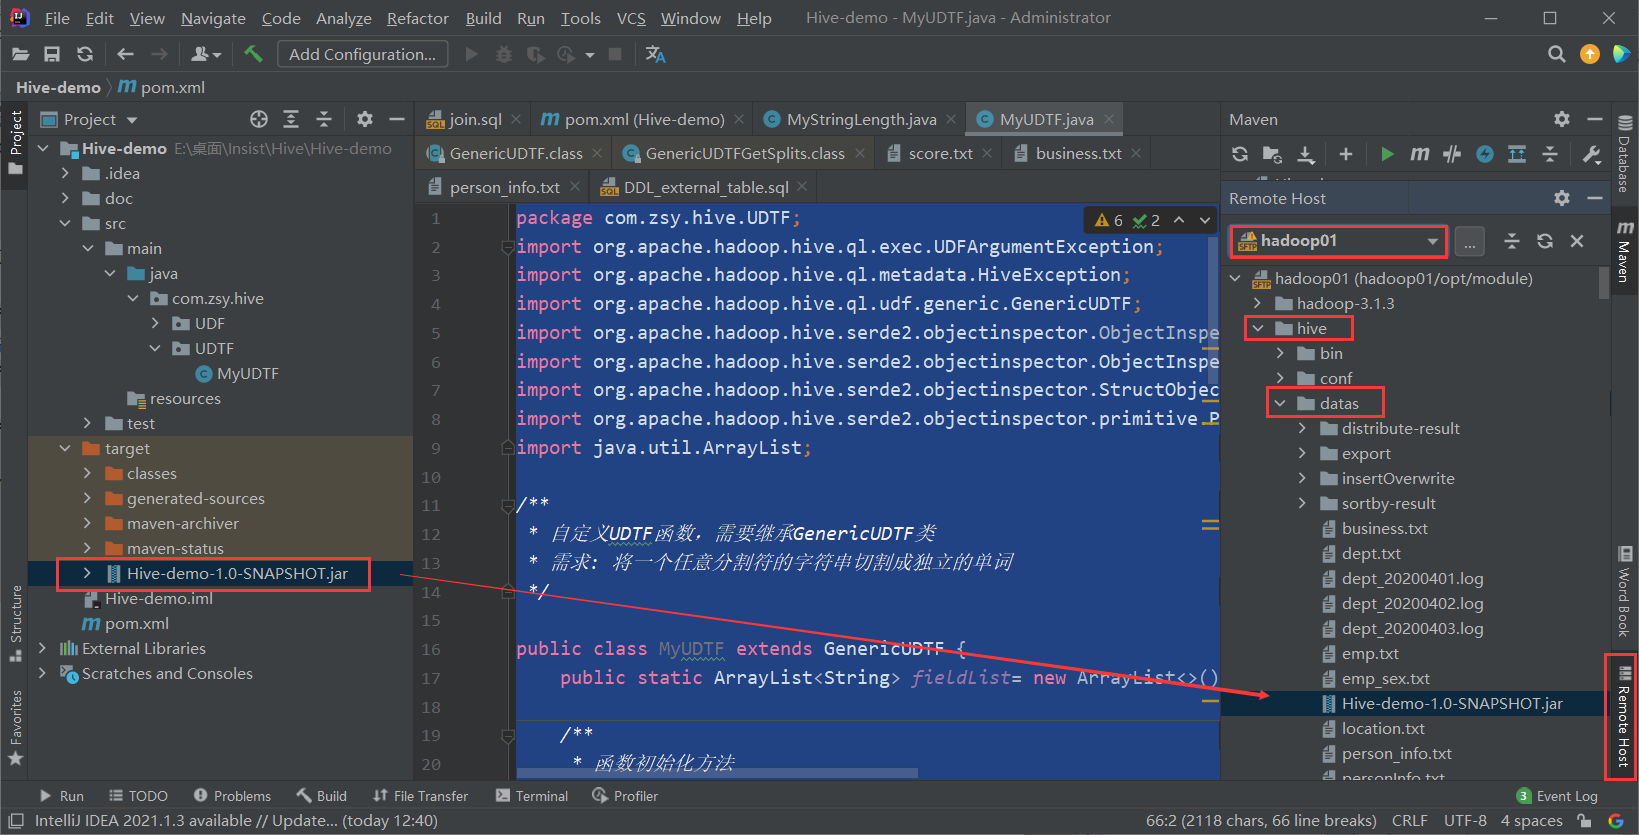 File Edit View Navigate Code Analyze Refactor Build Run Tools VCS Window Help Hive-demo - MyUDTF.java - Administrator
Add Configuration...
Hive-demo pom.xml
Project
Structure
Favorites
Project
Hive-demo E:\桌面\Insist\Hive\Hive-demo
.idea
doc
src
main
java
com.zsy.hive
UDF
UDTF
MyUDTF
resources
test
target
classes
generated-sources
maven-archiver
maven-status
Hive-demo-1.0-SNAPSHOT.jar
Hive-demo.iml
pom.xml
External Libraries
Scratches and Consoles
join.sql pom.xml (Hive-demo) MyStringLength.java MyUDTF.java
GenericUDTF.class GenericUDTFGetSplits.class score.txt business.txt
person_info.txt DDL_external_table.sql
6 2
1 package com.zsy.hive.UDTF;
2 import org.apache.hadoop.hive.ql.exec.UDFArgumentException;
3 import org.apache.hadoop.hive.ql.metadata.HiveException;
4 import org.apache.hadoop.hive.ql.udf.generic.GenericUDTF;
5 import org.apache.hadoop.hive.serde2.objectinspector.ObjectInspe
6 import org.apache.hadoop.hive.serde2.objectinspector.ObjectInspe
7 import org.apache.hadoop.hive.serde2.objectinspector.StructObjec
8 import org.apache.hadoop.hive.serde2.objectinspector.primitive.P
9 import java.util.ArrayList;
10
11 /**
12 * 自定义UDTF函数，需要继承GenericUDTF类
13 * 需求: 将一个任意分割符的字符串切割成独立的单词
14 */
15
16 public class MyUDTF extends GenericUDTF {
17 public static ArrayList<String> fieldList= new ArrayList<>()
18
19 /**
20 * 函数初始化方法
Maven
Remote Host
hadoop01 ...
hadoop01 (hadoop01/opt/module)
hadoop-3.1.3
hive
bin
conf
datas
distribute-result
export
insertOverwrite
sortby-result
business.txt
dept.txt
dept_20200401.log
dept_20200402.log
dept_20200403.log
emp.txt
emp_sex.txt
Hive-demo-1.0-SNAPSHOT.jar
location.txt
person_info.txt
personInfo.txt
Database
Maven
Word Book
Remote Host
Run TODO Problems Build File Transfer Terminal Profiler 3 Event Log
IntelliJ IDEA 2021.1.3 available // Update... (today 12:40) 66:2 (2118 chars, 66 line breaks) CRLF UTF-8 4 spaces